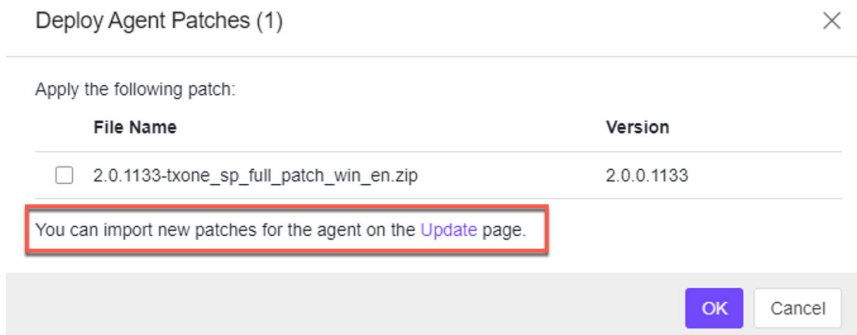 Deploy Agent Patches (1)
Apply the following patch:
File Name Version
2.0.1133-txone_sp_full_patch_win_en.zip 2.0.0.1133
You can import new patches for the agent on the Update page.
OK Cancel